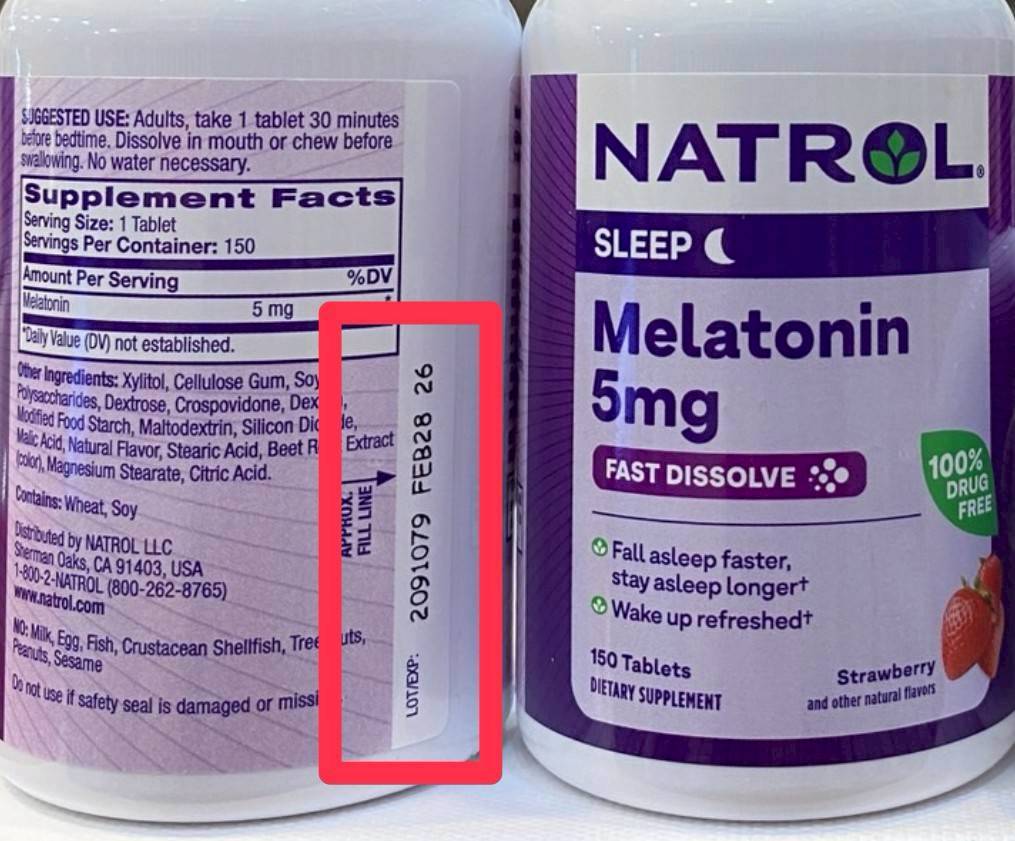 SUGGESTED USE: Adults, take 1 tablet 30 minutes
before bedtime. Dissolve in mouth or chew before
swallowing. No water necessary.
Supplement Facts
Serving Size: 1 Tablet
Servings Per Container: 150
Amount Per Serving %DV
Melatonin 5 mg *
*Daily Value (DV) not established.
Other Ingredients: Xylitol, Cellulose Gum, Soy
Polysaccharides, Dextrose, Crospovidone,
Modified Food Starch, Maltodextrin, Silicon
Malic Acid, Natural Flavor, Stearic Acid, Beet Extract
(color), Magnesium Stearate, Citric Acid.
Contains: Wheat, Soy
Distributed by NATROL LLC
Sherman Oaks, CA 91403, USA
1-800-2-NATROL (800-262-8765)
www.natrol.com
NO: Milk, Egg, Fish, Crustacean Shellfish, Tree
Peanuts, Sesame
Do not use if safety seal is damaged or
APPROX.
FILL LINE
LOT/EXP: 2091079 FEB28 26
NATROL®
SLEEP
Melatonin
5mg
FAST DISSOLVE
100%
DRUG
FREE
Fall asleep faster,
stay asleep longer†
Wake up refreshed†
150 Tablets
DIETARY SUPPLEMENT
Strawberry
and other natural flavors